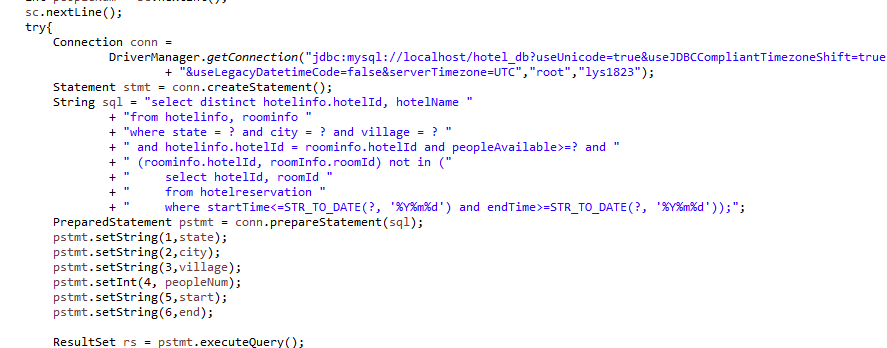 sc.nextLine();
try{
Connection conn =
DriverManager.getConnection("jdbc:mysql://localhost/hotel_db?useUnicode=true&useJDBCCompliantTimezoneShift=true
+ "&useLegacyDatetimeCode=false&serverTimezone=UTC","root","lys1823");
Statement stmt = conn.createStatement();
String sql = "select distinct hotelinfo.hotelId, hotelName "
+ "from hotelinfo, roominfo "
+ "where state = ? and city = ? and village = ? "
+ " and hotelinfo.hotelId = roominfo.hotelId and peopleAvailable>=? and "
+ " (roominfo.hotelId, roomInfo.roomId) not in ("
+ "     select hotelId, roomId "
+ "     from hotelreservation "
+ "     where startTime<=STR_TO_DATE(?, '%Y%m%d') and endTime>=STR_TO_DATE(?, '%Y%m%d'));";
PreparedStatement pstmt = conn.prepareStatement(sql);
pstmt.setString(1,state);
pstmt.setString(2,city);
pstmt.setString(3,village);
pstmt.setInt(4, peopleNum);
pstmt.setString(5,start);
pstmt.setString(6,end);
ResultSet rs = pstmt.executeQuery();